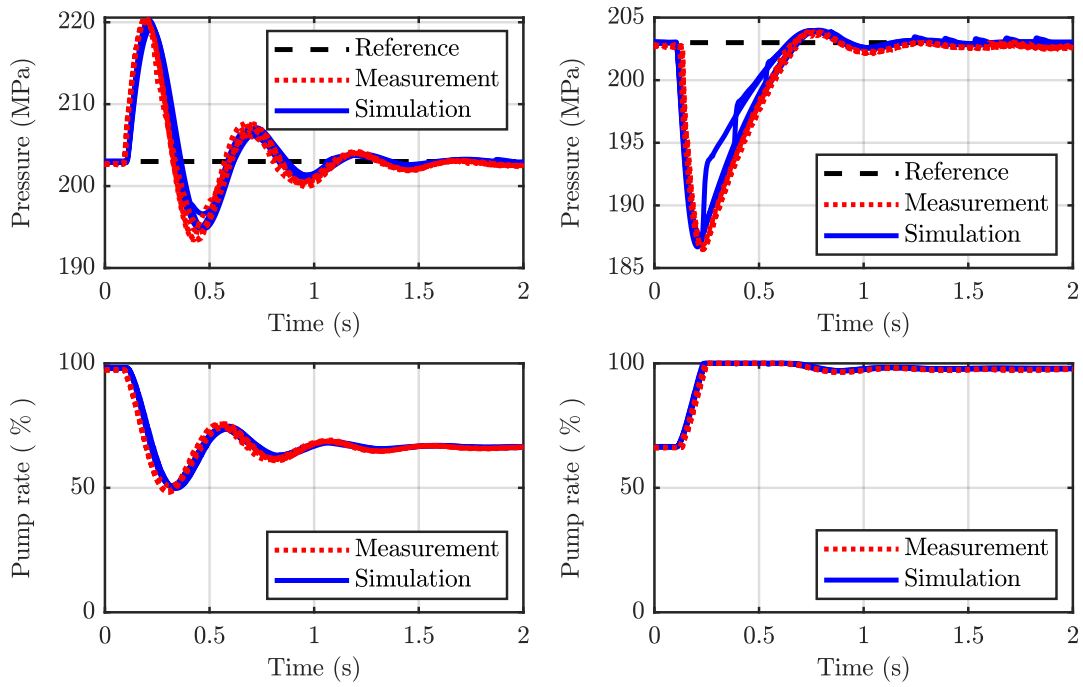 220
210
200
190
Pressure (MPa)
Reference
Measurement
Simulation
0
0.5
1
1.5
2
Time (s)
205
200
195
190
185
Pressure (MPa)
Reference
Measurement
Simulation
0
0.5
1
1.5
2
Time (s)
100
50
0
Pump rate ( % )
Measurement
Simulation
0
0.5
1
1.5
2
Time (s)
100
50
0
Pump rate ( % )
Measurement
Simulation
0
0.5
1
1.5
2
Time (s)